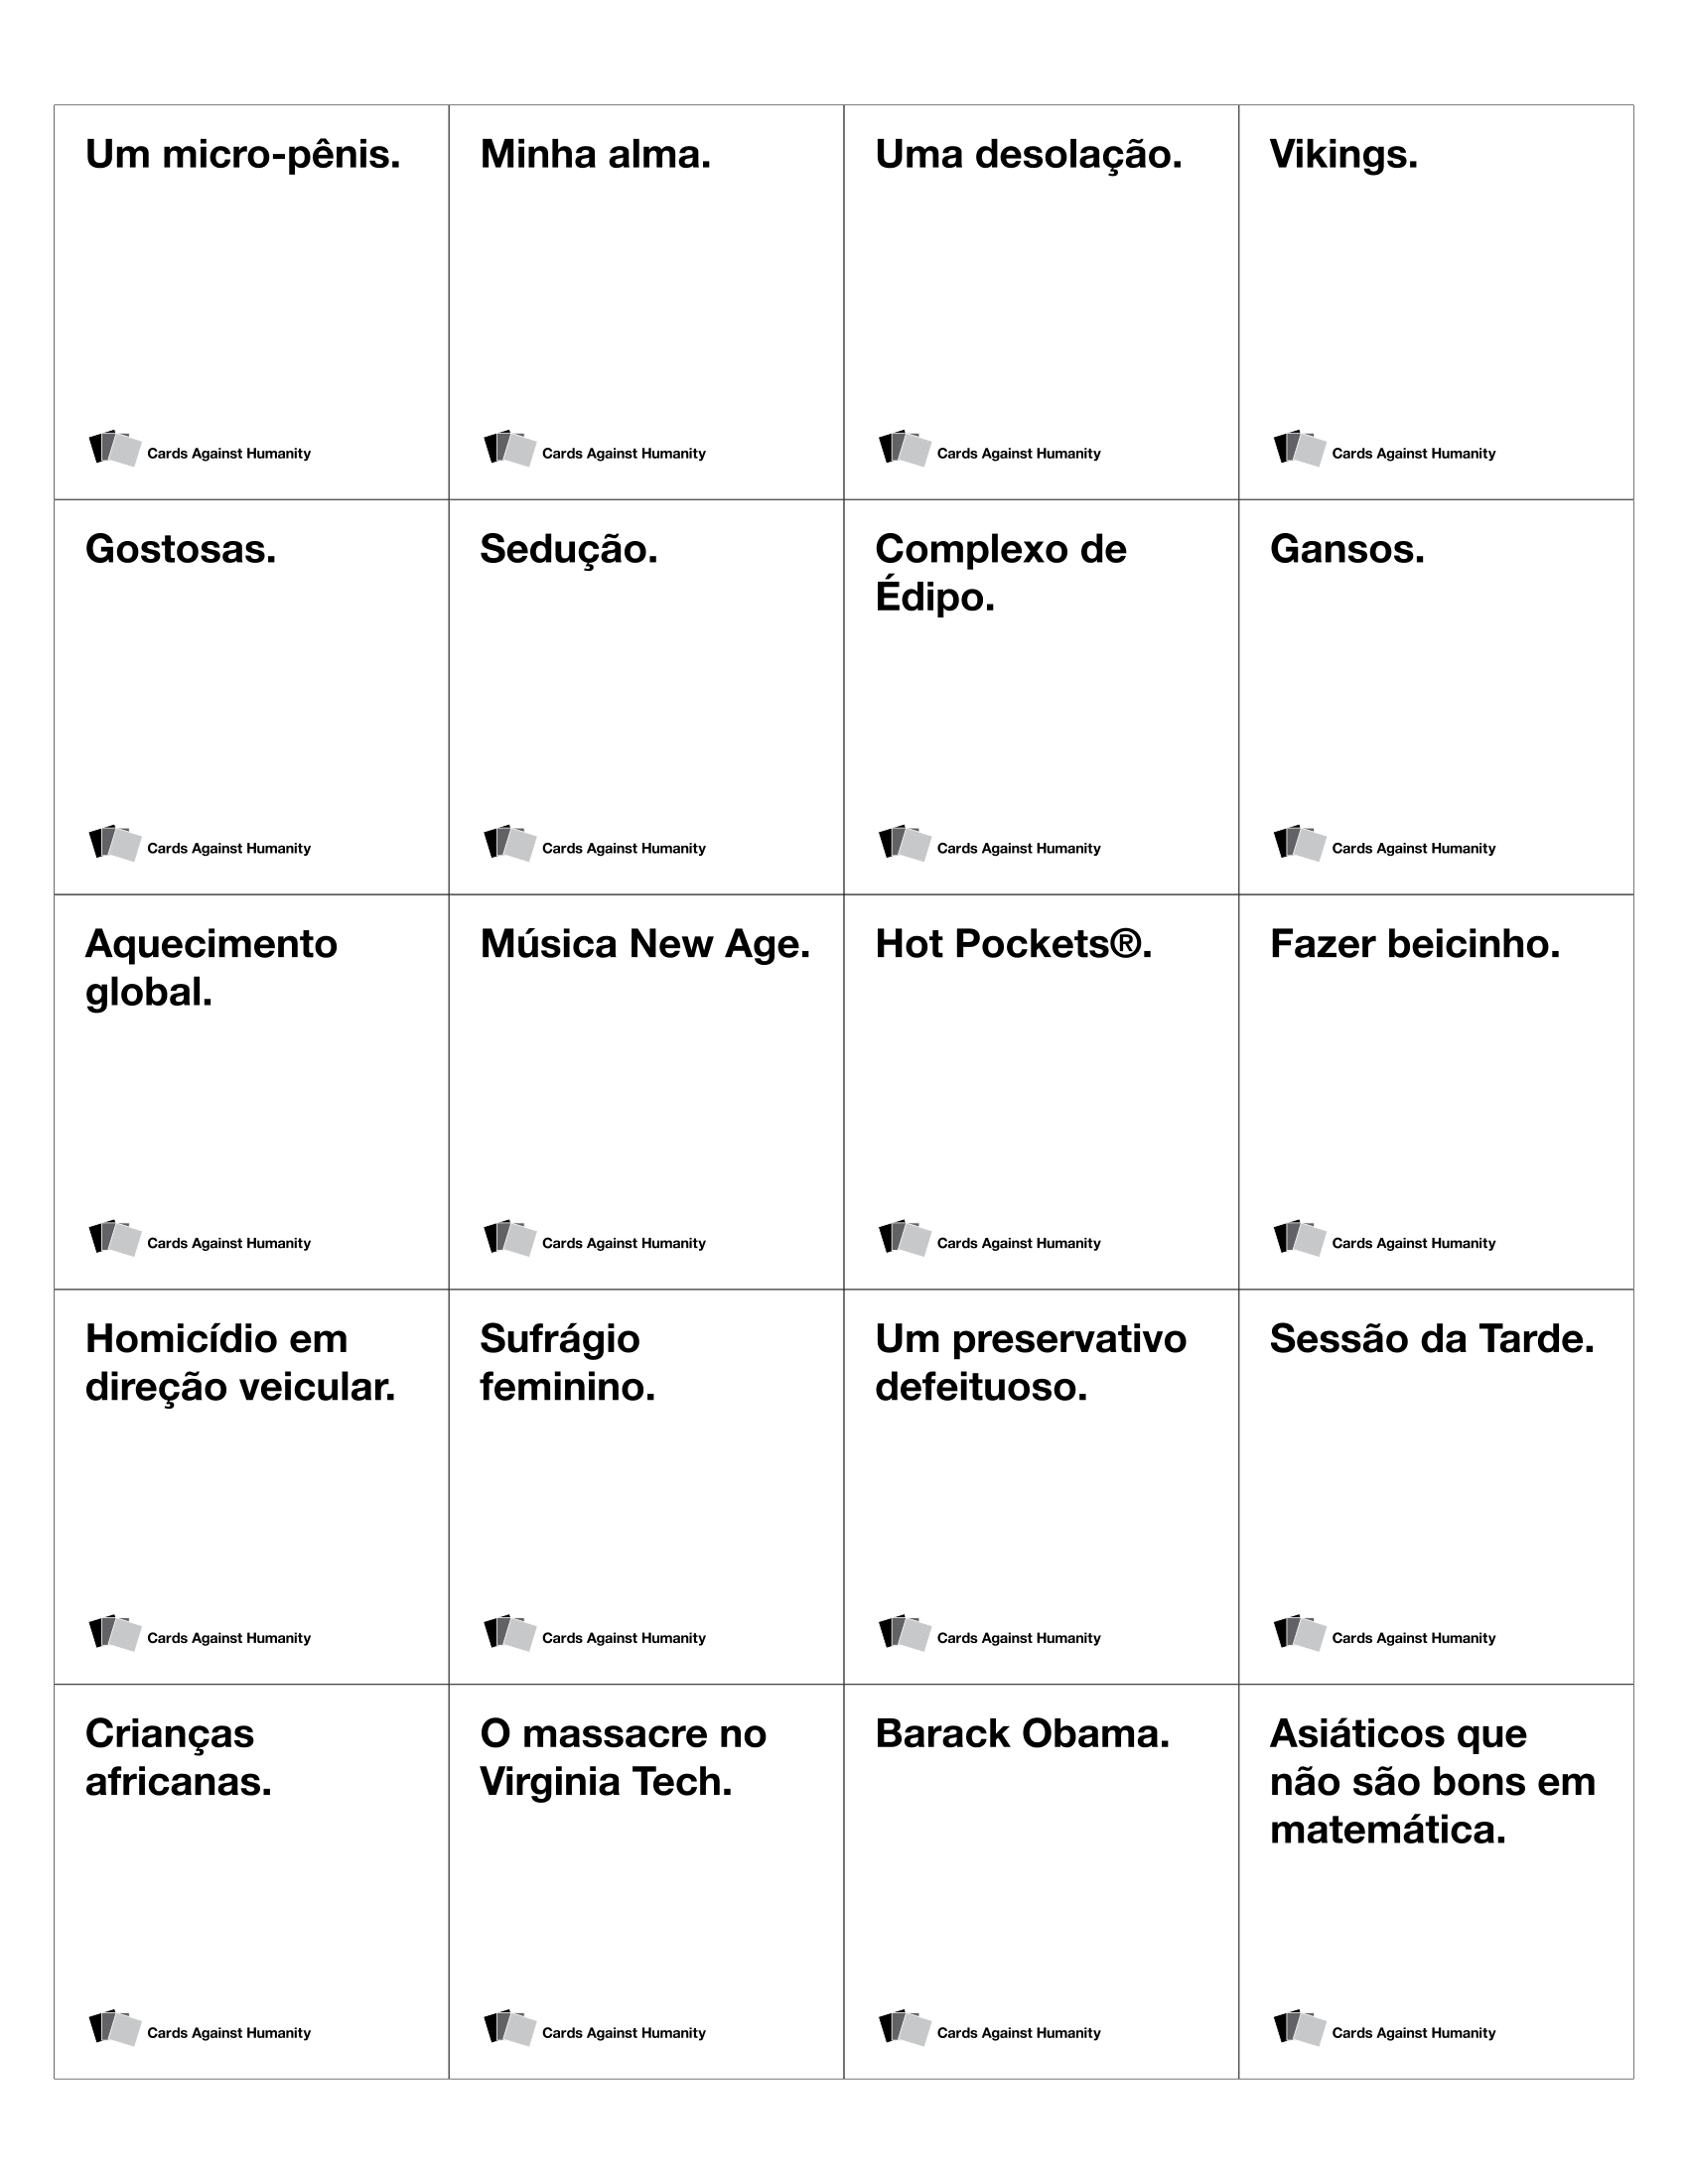 Um micro-pênis.
Minha alma.
Uma desolação.
Vikings.
Cards Against Humanity
Cards Against Humanity
Cards Against Humanity
Cards Against Humanity
Gostosas.
Sedução.
Complexo de
Édipo.
Gansos.
Cards Against Humanity
Cards Against Humanity
Cards Against Humanity
Cards Against Humanity
Aquecimento
global.
Música New Age.
Hot Pockets®.
Fazer beicinho.
Cards Against Humanity
Cards Against Humanity
Cards Against Humanity
Cards Against Humanity
Homicídio em
direção veicular.
Sufrágio
feminino.
Um preservativo
defeituoso.
Sessão da Tarde.
Cards Against Humanity
Cards Against Humanity
Cards Against Humanity
Cards Against Humanity
Crianças
africanas.
O massacre no
Virginia Tech.
Barack Obama.
Asiáticos que
não são bons em
matemática.
Cards Against Humanity
Cards Against Humanity
Cards Against Humanity
Cards Against Humanity